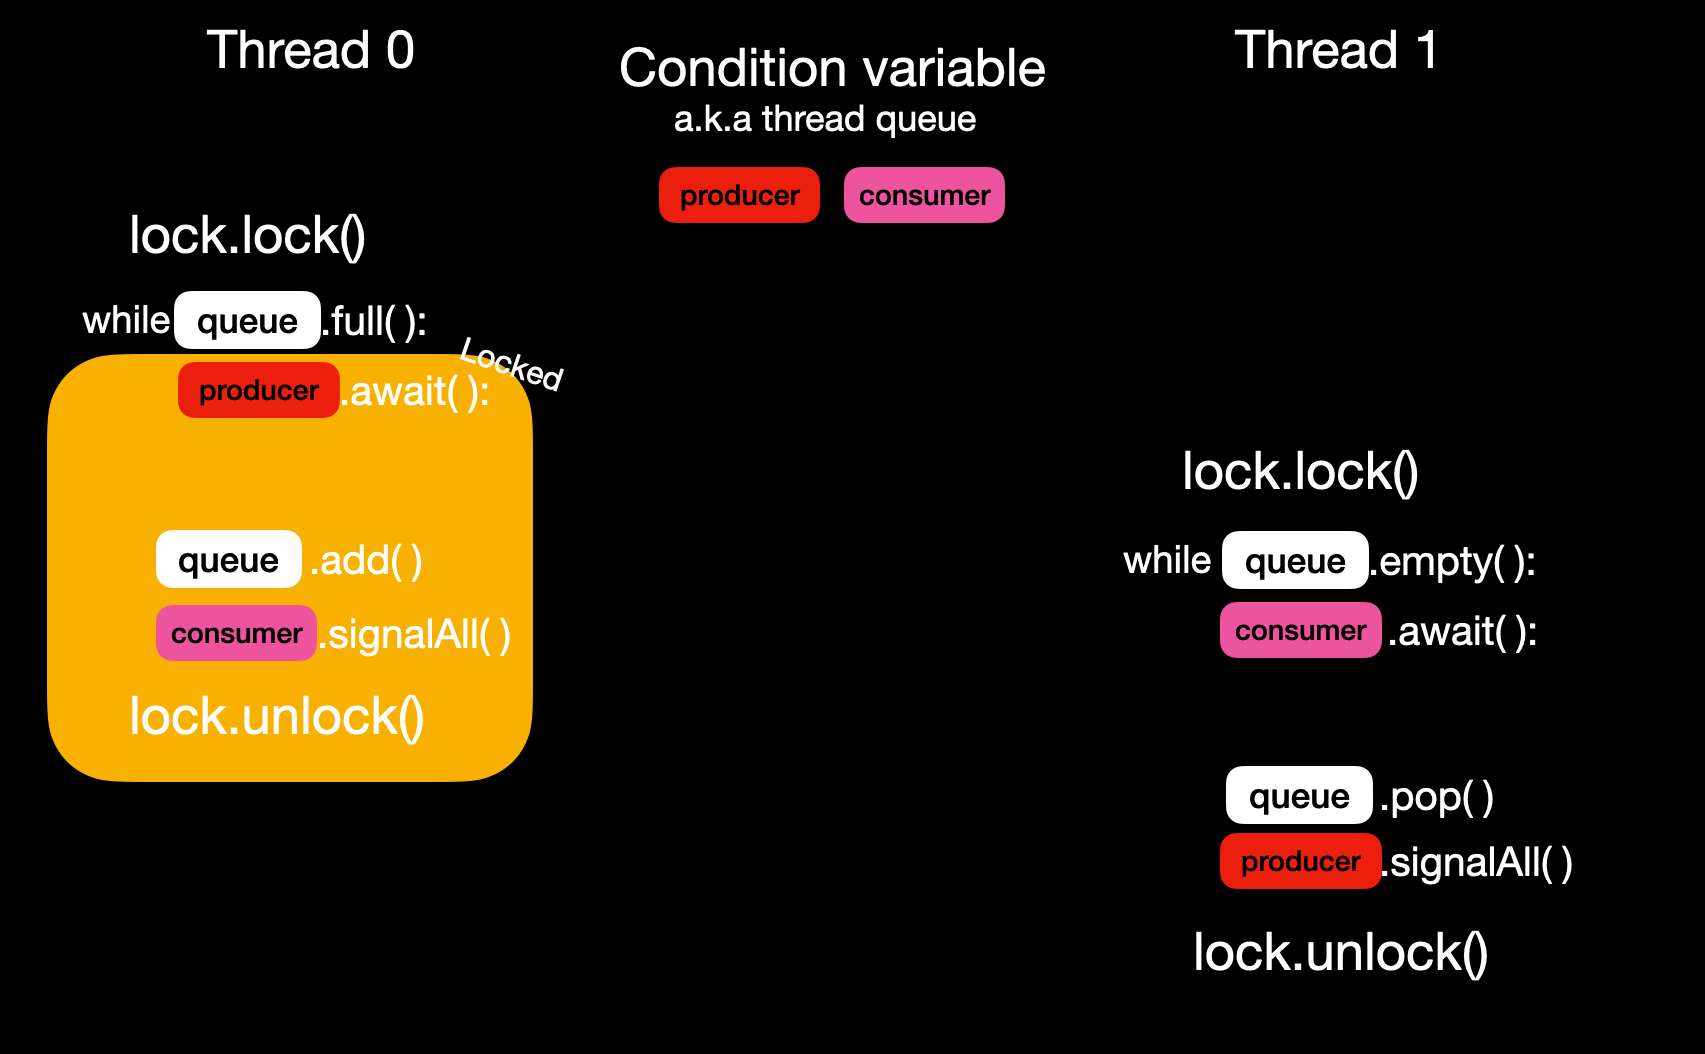 Thread 0
Condition variable
a.k.a thread queue
producer consumer
Thread 1
lock.lock()
while queue.full( ):
Locked
producer.await( ):
queue .add( )
consumer.signalAll( )
lock.unlock()
lock.lock()
while queue.empty( ):
consumer .await( ):
queue .pop( )
producer.signalAll( )
lock.unlock()